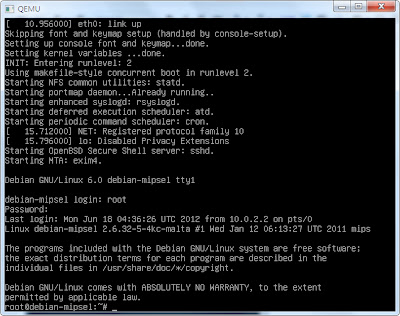 QEMU
[   10.956000] eth0: link up
Skipping font and keymap setup (handled by console-setup).
Setting up console font and keymap...done.
Setting kernel variables ...done.
INIT: Entering runlevel: 2
Using makefile-style concurrent boot in runlevel 2.
Starting NFS common utilities: statd.
Starting portmap daemon...Already running..
Starting enhanced syslogd: rsyslogd.
Starting deferred execution scheduler: atd.
Starting periodic command scheduler: cron.
[   15.712000] NET: Registered protocol family 10
[   15.796000] lo: Disabled Privacy Extensions
Starting OpenBSD Secure Shell server: sshd.
Starting MTA: exim4.
Debian GNU/Linux 6.0 debian-mipsel tty1
debian-mipsel login: root
Password:
Last login: Mon Jun 18 04:36:26 UTC 2012 from 10.0.2.2 on pts/0
Linux debian-mipsel 2.6.32-5-4kc-malta #1 Wed Jan 12 06:13:27 UTC 2011 mips
The programs included with the Debian GNU/Linux system are free software;
the exact distribution terms for each program are described in the
individual files in /usr/share/doc/*/copyright.
Debian GNU/Linux comes with ABSOLUTELY NO WARRANTY, to the extent
permitted by applicable law.
root@debian-mipsel:~# _